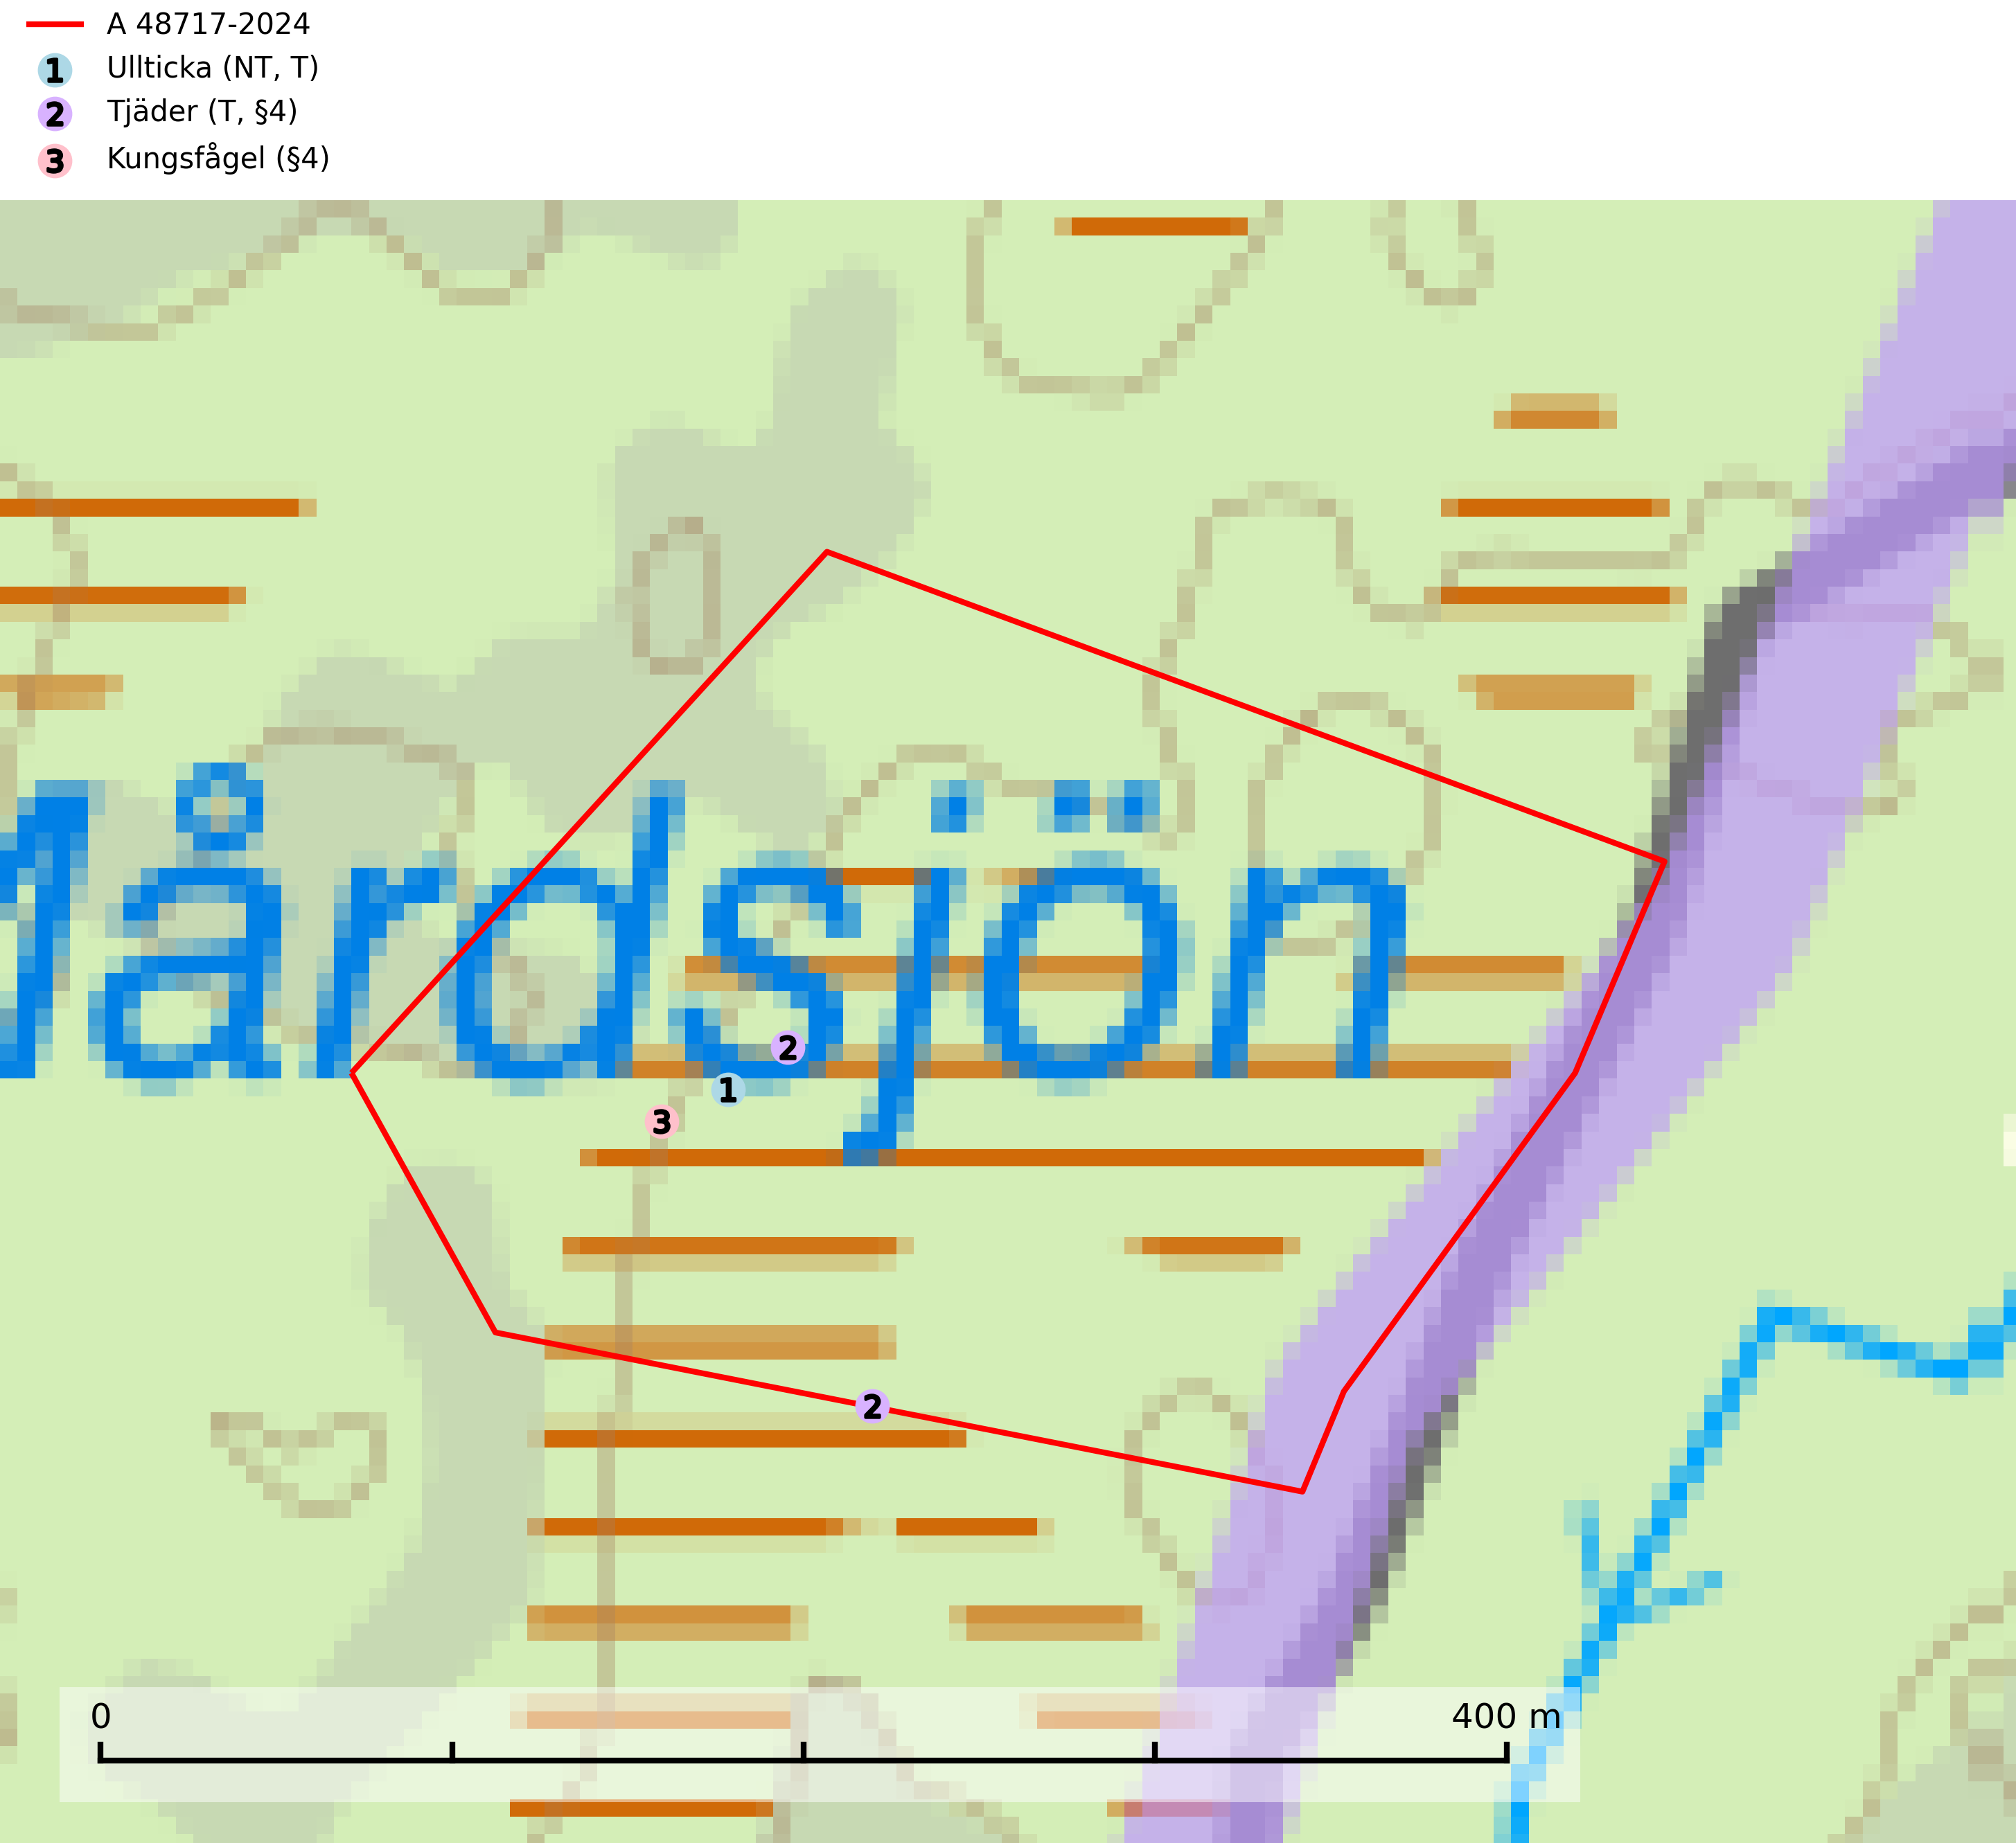 A 48717-2024
1 Ullticka (NT, T)
2 Tjäder (T, §4)
3 Kungsfågel (§4)
årdsjön
2
1
3
2
0 400 m